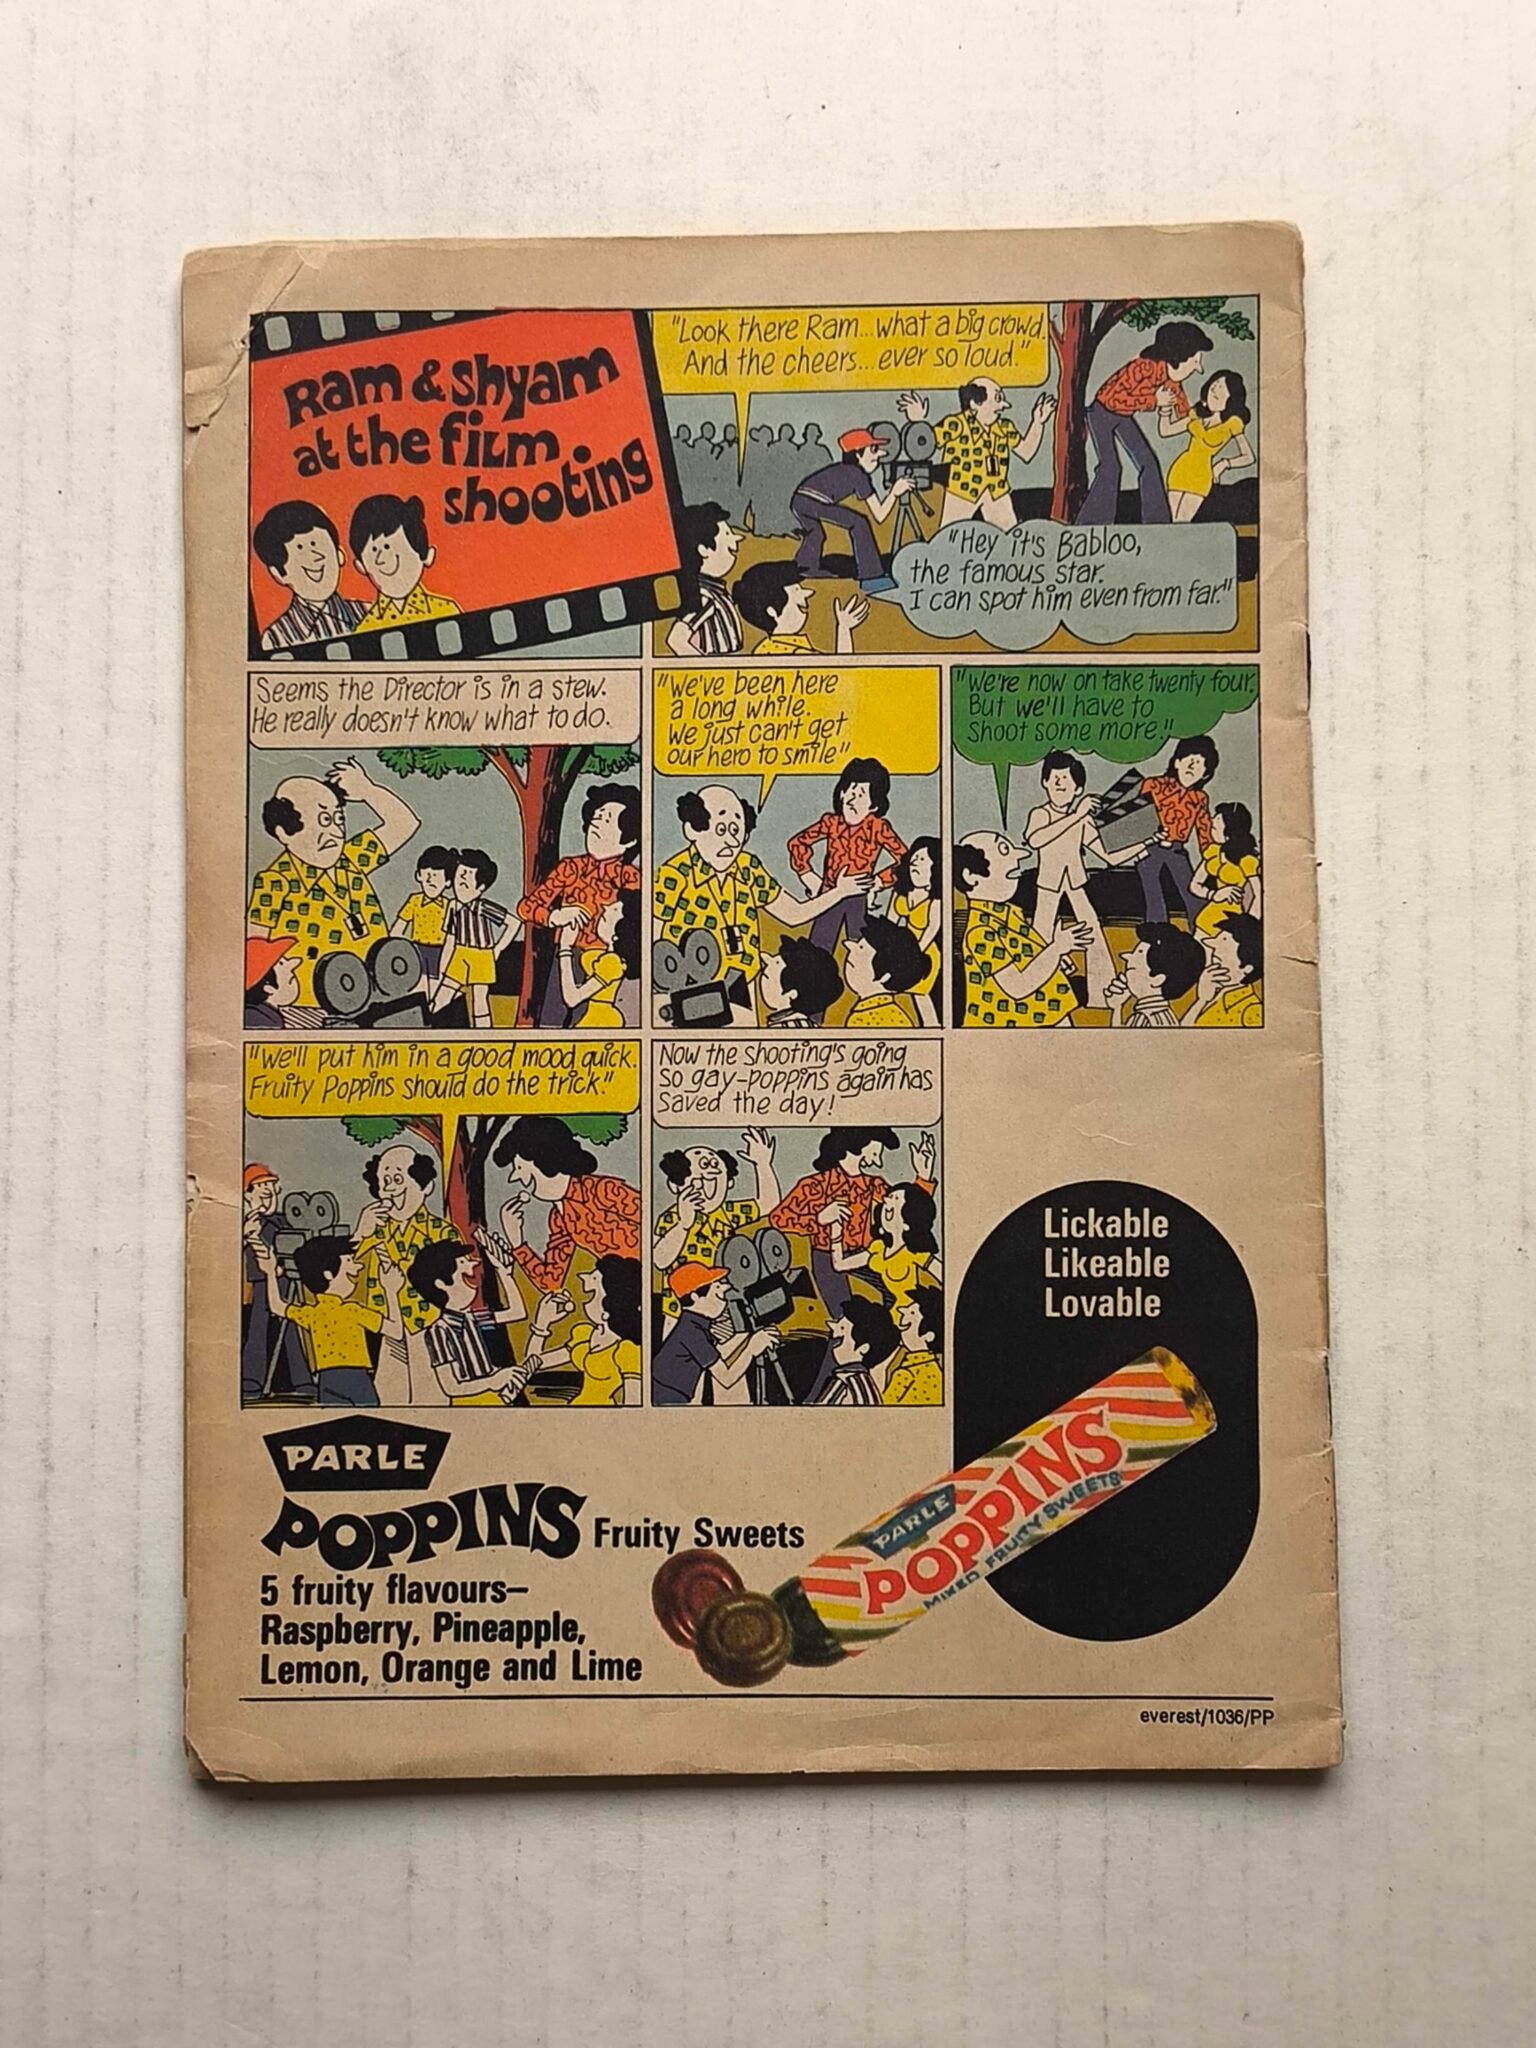 Ram & Shyam
at the film
shooting
"Look there Ram...what a big crowd.
And the cheers...ever so loud."
"Hey it's Babloo,
the famous star.
I can spot him even from far."
Seems the Director is in a stew.
He really doesn't know what to do.
"We've been here
a long while.
We just can't get
our hero to smile"
"We're now on take twenty four.
But we'll have to
shoot some more!!
"We'll put him in a good mood quick.
Fruity Poppins should do the trick."
Now the shooting's going
so gay-poppins again has
saved the day!
Lickable
Likeable
Lovable
PARLE
POPPINS
MIXED FRUITY SWEETS
PARLE
POPPINS Fruity Sweets
5 fruity flavours—
Raspberry, Pineapple,
Lemon, Orange and Lime
everest/1036/PP